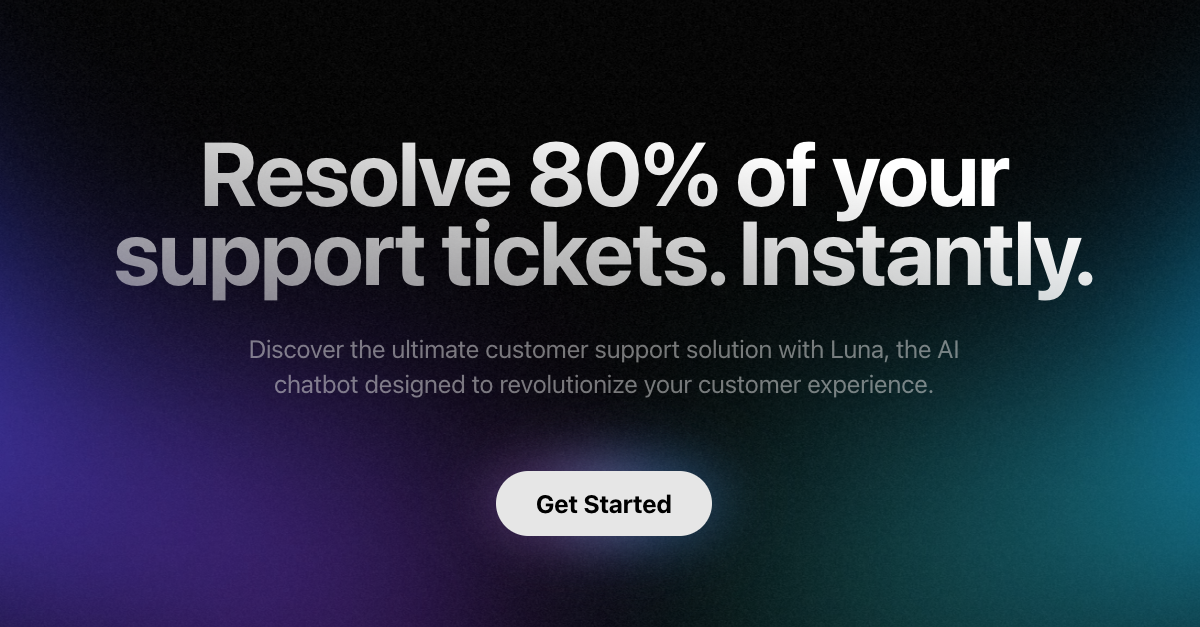 Resolve 80% of your
support tickets. Instantly.
Discover the ultimate customer support solution with Luna, the AI
chatbot designed to revolutionize your customer experience.
Get Started